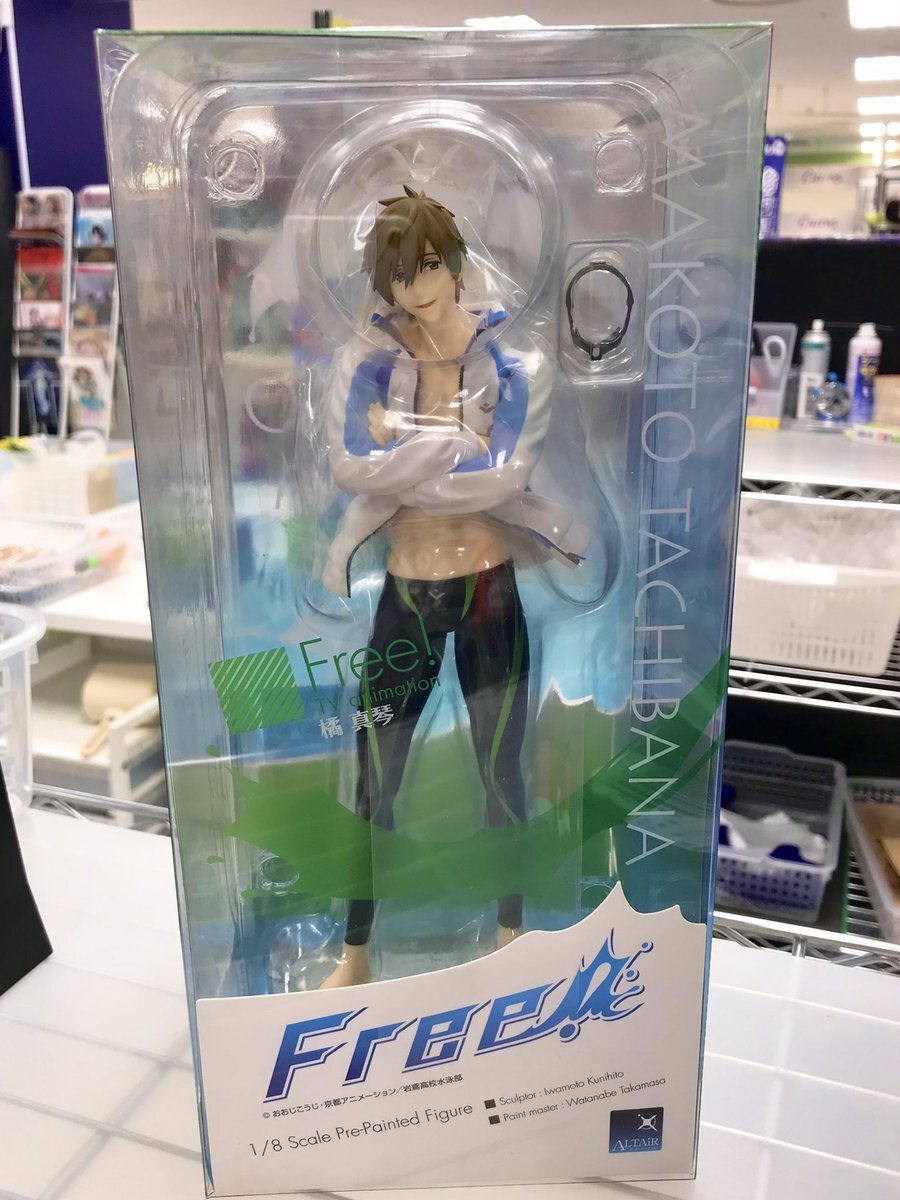 MAKOTO TACHIBANA
Free!
TV animation
橘 真琴
Free!
© おおじこうじ・京都アニメーション／岩鳶高校水泳部
1/8 Scale Pre-Painted Figure
■ Sculptor : Iwamoto Kunihito
■ Paint master : Watanabe Takamasa
ALTAiR